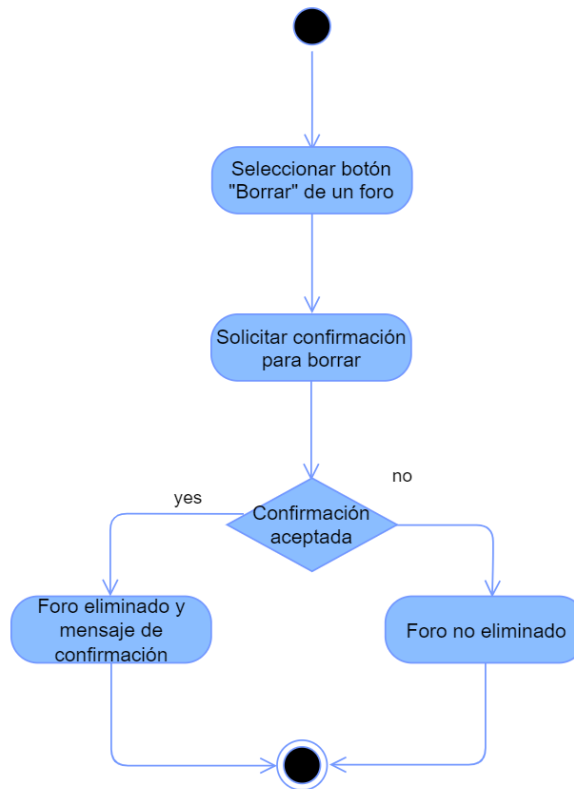 Seleccionar botón
"Borrar" de un foro
Solicitar confirmación
para borrar
no
yes
Confirmación
aceptada
Foro eliminado y
mensaje de
confirmación
Foro no eliminado